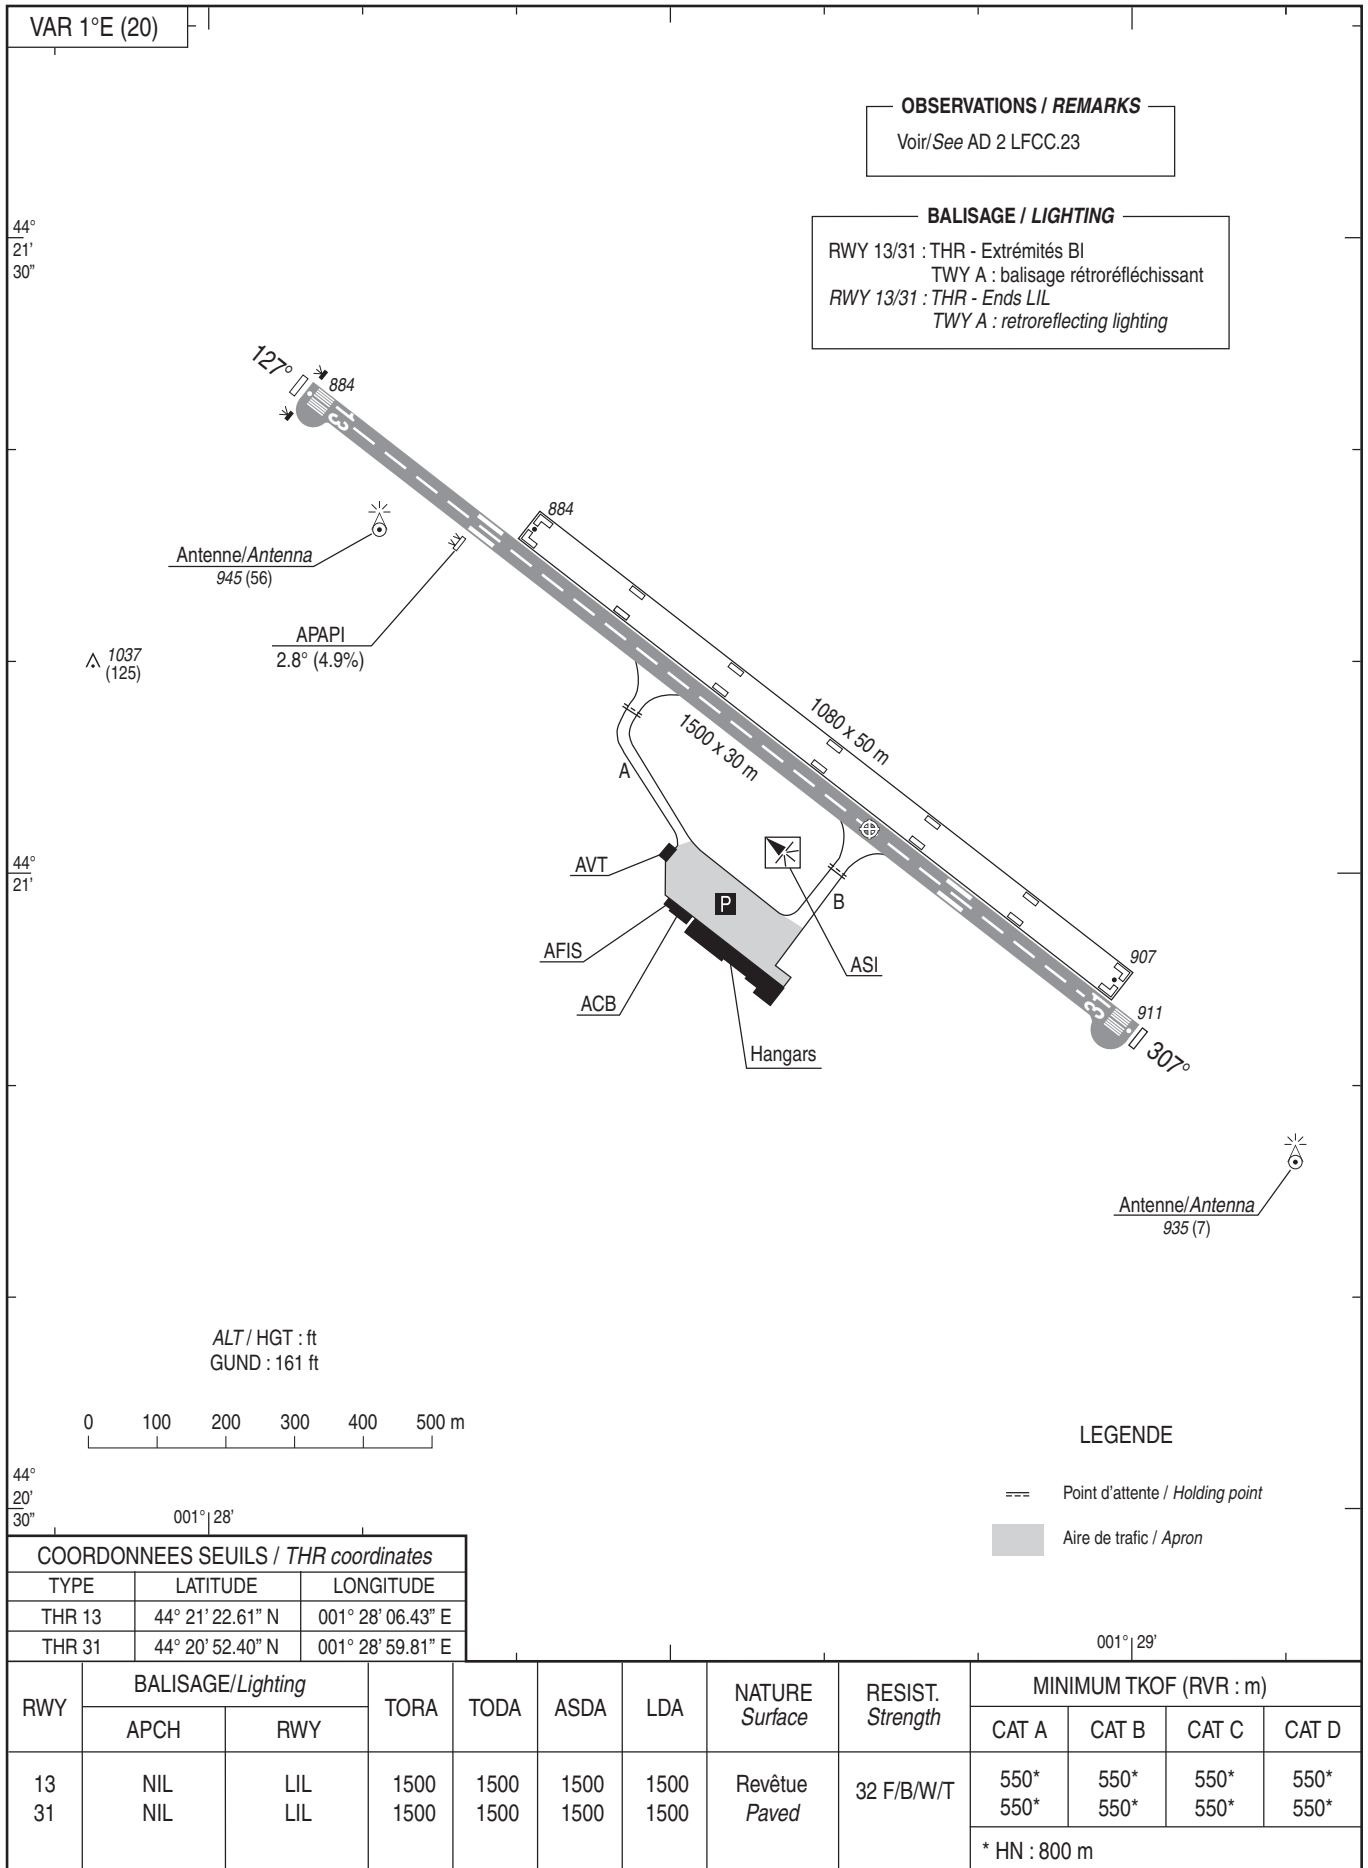 VAR 1°E (20)
OBSERVATIONS / REMARKS
Voir/See AD 2 LFCC.23
BALISAGE / LIGHTING
RWY 13/31 : THR - Extrémités BI
TWY A : balisage rétroréfléchissant
RWY 13/31 : THR - Ends LIL
TWY A : retroreflecting lighting
44°
21'
30"
127°
884
13
884
Antenne/Antenna
945 (56)
APAPI
2.8° (4.9%)
1037
(125)
1080 x 50 m
1500 x 30 m
A
44°
21'
AVT
P
B
AFIS
ASI
ACB
Hangars
907
31
911
307°
Antenne/Antenna
935 (7)
ALT / HGT : ft
GUND : 161 ft
0 100 200 300 400 500 m
LEGENDE
Point d'attente / Holding point
Aire de trafic / Apron
44°
20'
30"
001° 28'
001° 29'
COORDONNEES SEUILS / THR coordinates
TYPE LATITUDE LONGITUDE
THR 13 44° 21' 22.61" N 001° 28' 06.43" E
THR 31 44° 20' 52.40" N 001° 28' 59.81" E
RWY BALISAGE/Lighting TORA TODA ASDA LDA NATURE RESIST. MINIMUM TKOF (RVR : m)
Surface Strength
APCH RWY CAT A CAT B CAT C CAT D
13 NIL LIL 1500 1500 1500 1500 Revêtue 32 F/B/W/T 550* 550* 550* 550*
31 NIL LIL 1500 1500 1500 1500 Paved 550* 550* 550* 550*
* HN : 800 m